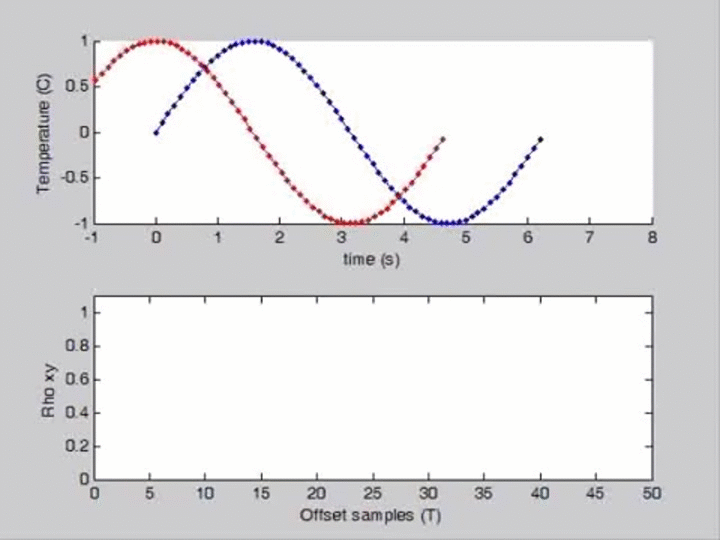 1
0.5
0
-0.5
-1
Temperature (C)
-1 0 1 2 3 4 5 6 7 8
time (s)
1
0.8
0.6
0.4
0.2
0
Rho xy
0 5 10 15 20 25 30 35 40 45 50
Offset samples (T)